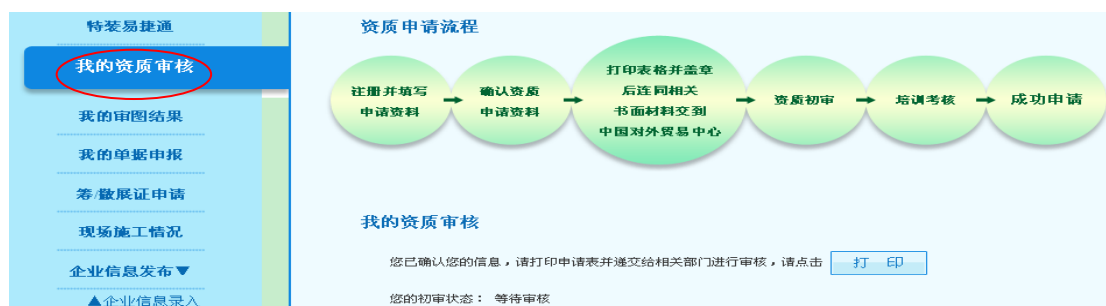 特装易捷通
我的资质审核
我的审图结果
我的单据申报
筹/撤展证申请
现场施工情况
企业信息发布▼
▲企业信息录入
资质申请流程
注册并填写
申请资料
确认资质
申请资料
打印表格并盖章
后连同相关
书面材料交到
中国对外贸易中心
资质初审
培训考核
成功申请
我的资质审核
您已确认您的信息，请打印申请表并递交给相关部门进行审核，请点击 打 印
您的初审状态： 等待审核